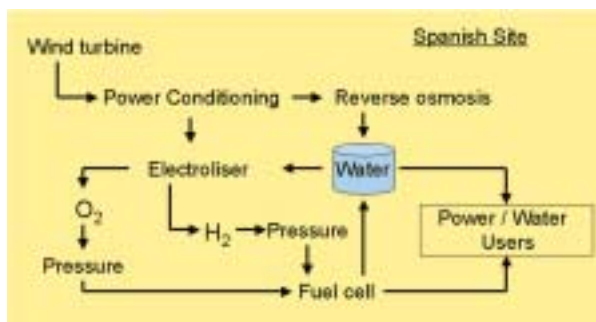 Spanish Site
Wind turbine
Power Conditioning
Reverse osmosis
Electroliser
Water
O2
H2
Pressure
Power / Water
Users
Pressure
Fuel cell